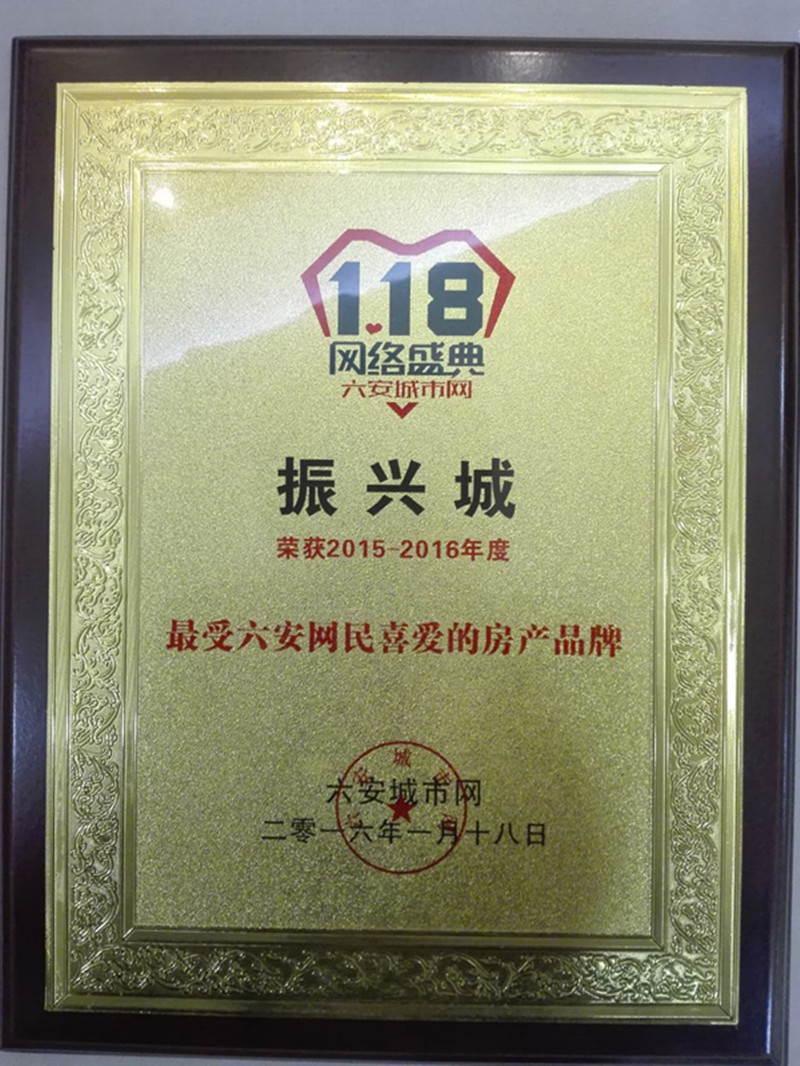 1.18
网络盛典
六安城市网
振兴城
荣获2015-2016年度
最受六安网民喜爱的房产品牌
六安城市网
二零一六年一月十八日